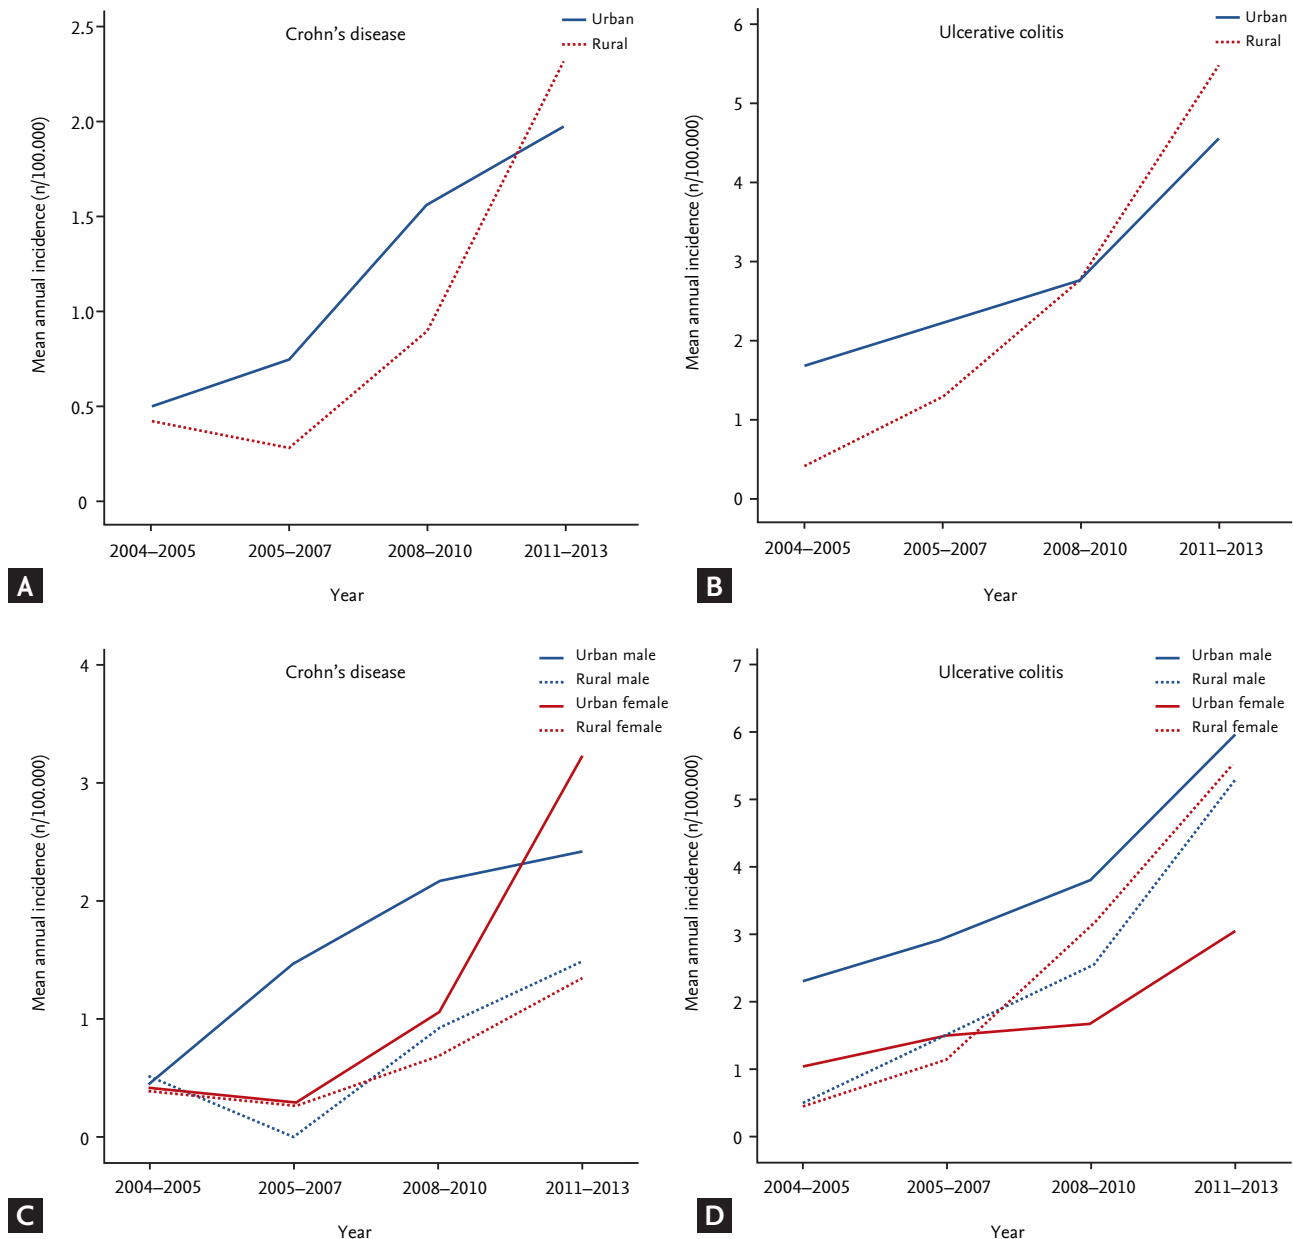 Crohn's disease
Urban
Rural
2.5
2.0
1.5
1.0
0.5
0
Mean annual incidence (n/100.000)
2004–2005
2005–2007
2008–2010
2011–2013
Year
A
Ulcerative colitis
Urban
Rural
6
5
4
3
2
1
0
Mean annual incidence (n/100.000)
2004–2005
2005–2007
2008–2010
2011–2013
Year
B
Crohn's disease
Urban male
Rural male
Urban female
Rural female
4
3
2
1
0
Mean annual incidence (n/100.000)
2004–2005
2005–2007
2008–2010
2011–2013
Year
C
Ulcerative colitis
Urban male
Rural male
Urban female
Rural female
7
6
5
4
3
2
1
0
Mean annual incidence (n/100.000)
2004–2005
2005–2007
2008–2010
2011–2013
Year
D